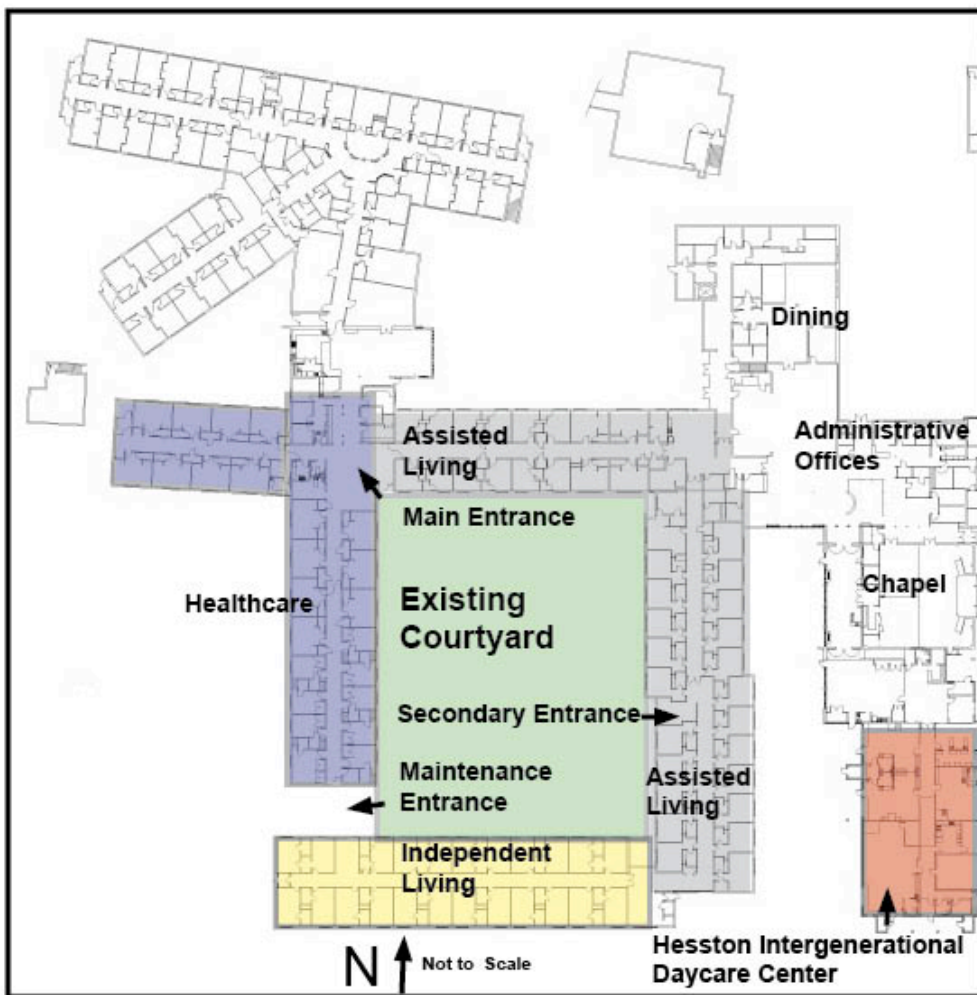 Dining
Administrative
Offices
Assisted
Living
Main Entrance
Chapel
Healthcare
Existing
Courtyard
Secondary Entrance
Maintenance
Entrance
Assisted
Living
Independent
Living
Hesston Intergenerational
Daycare Center
N
Not to Scale